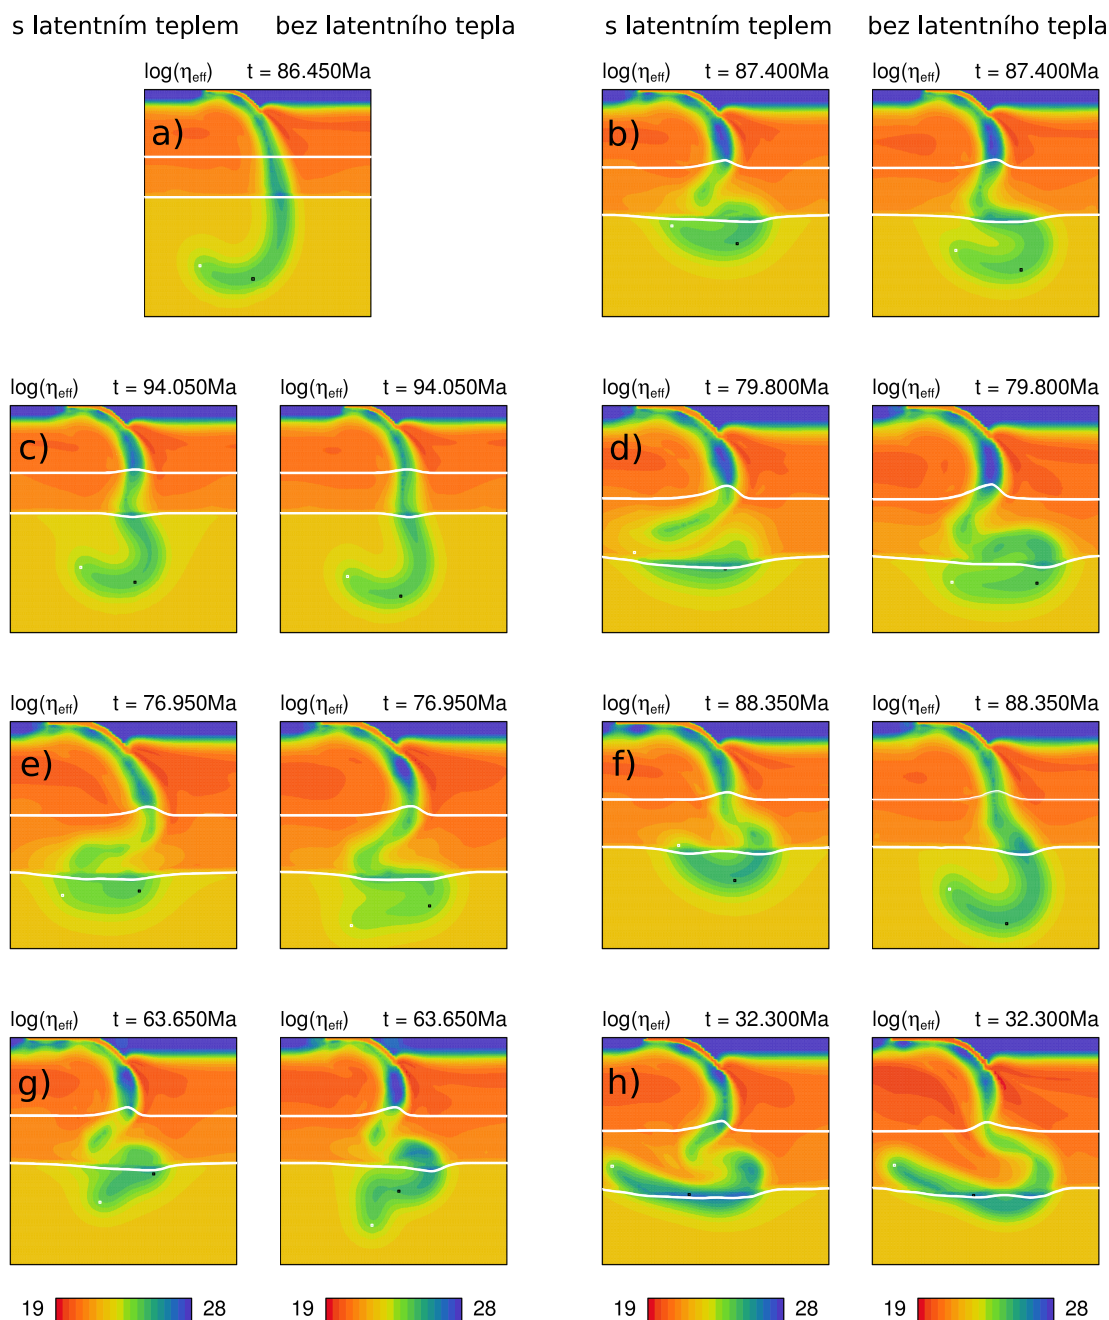 s latentním teplem bez latentního tepla s latentním teplem bez latentního tepla
log(ηeff) t = 86.450Ma log(ηeff) t = 87.400Ma log(ηeff) t = 87.400Ma
a) b)
log(ηeff) t = 94.050Ma log(ηeff) t = 94.050Ma log(ηeff) t = 79.800Ma log(ηeff) t = 79.800Ma
c) d)
log(ηeff) t = 76.950Ma log(ηeff) t = 76.950Ma log(ηeff) t = 88.350Ma log(ηeff) t = 88.350Ma
e) f)
log(ηeff) t = 63.650Ma log(ηeff) t = 63.650Ma log(ηeff) t = 32.300Ma log(ηeff) t = 32.300Ma
g) h)
19 28 19 28 19 28 19 28